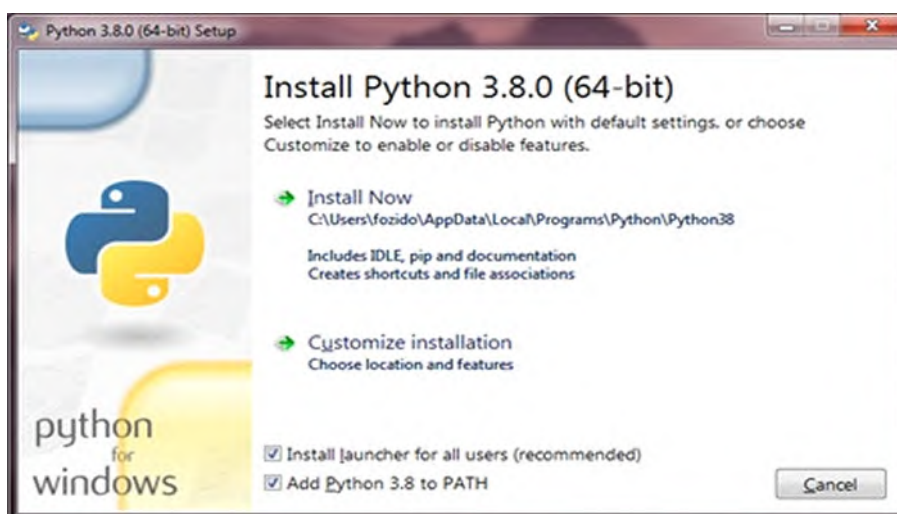 Python 3.8.0 (64-bit) Setup
Install Python 3.8.0 (64-bit)
Select Install Now to install Python with default settings, or choose
Customize to enable or disable features.
Install Now
C:\Users\fozido\AppData\Local\Programs\Python\Python38
Includes IDLE, pip and documentation
Creates shortcuts and file associations
Customize installation
Choose location and features
python
for
windows
Install launcher for all users (recommended)
Add Python 3.8 to PATH
Cancel